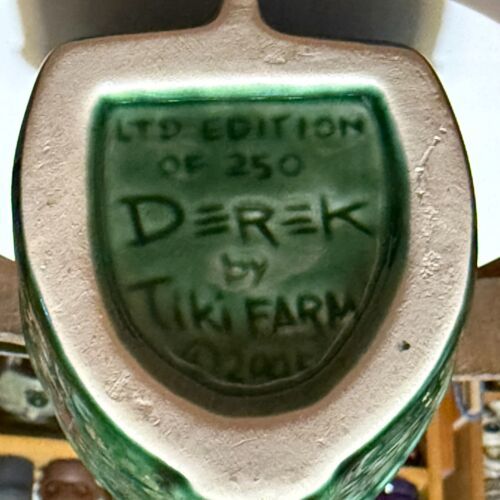 LTD EDITION
OF 250
DEREK
by
Tiki FARM